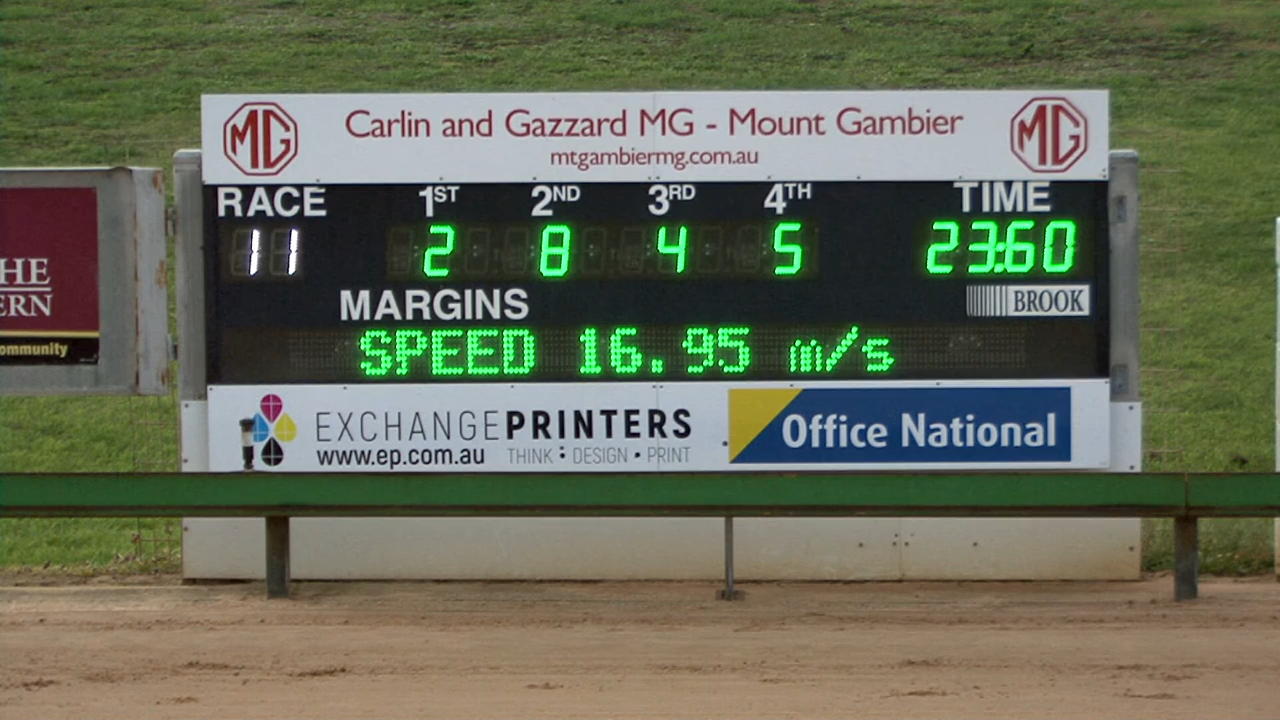 MG Carlin and Gazzard MG - Mount Gambier MG
mtgambiermg.com.au
RACE 1ST 2ND 3RD 4TH TIME
11 2 8 4 5 23:60
MARGINS BROOK
SPEED 16.95 m/s
HE
ERN
ommunity
EXCHANGEPRINTERS
www.ep.com.au THINK : DESIGN • PRINT
Office National